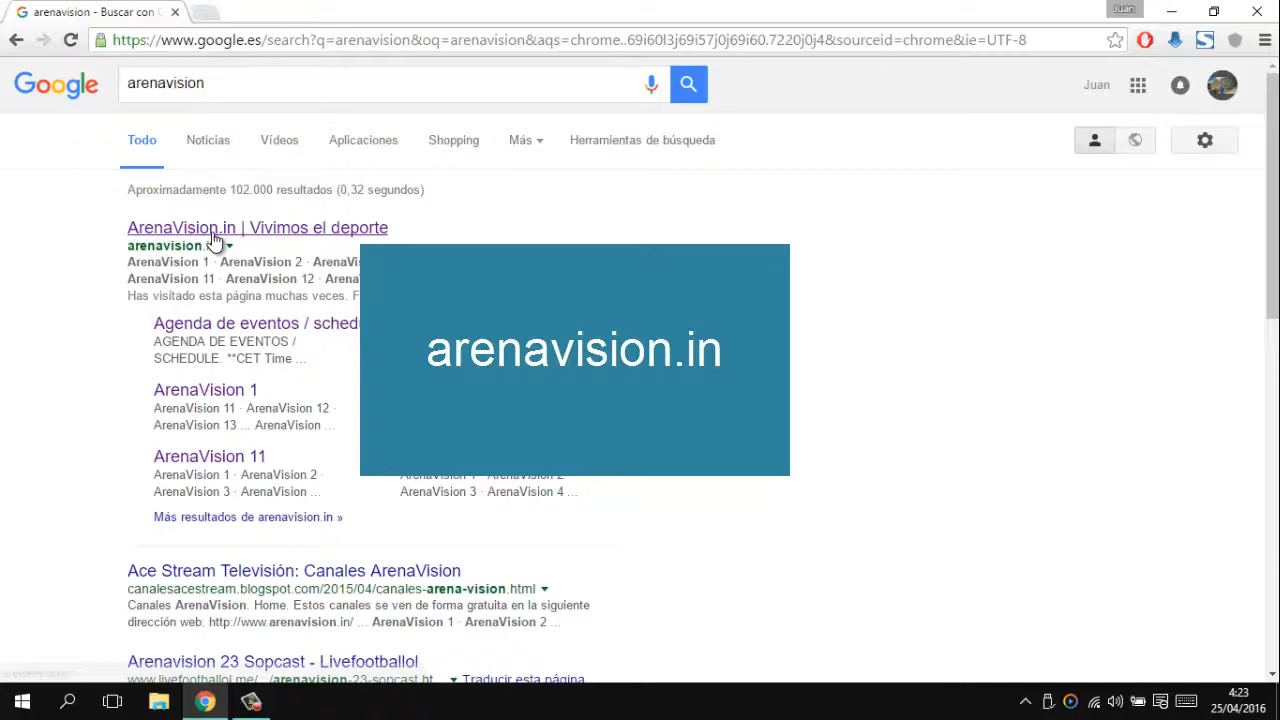 arenavision - Buscar con
Juan
https://www.google.es/search?q=arenavision&oq=arenavision&aqs=chrome..69i60l3j69i57j0j69i60.7220j0j4&sourceid=chrome&ie=UTF-8
Google
arenavision
Juan
Todo Noticias Vídeos Aplicaciones Shopping Más Herramientas de búsqueda
Aproximadamente 102.000 resultados (0,32 segundos)
ArenaVision.in | Vivimos el deporte
arenavision.
ArenaVision 1 · ArenaVision 2 ·
ArenaVision 11 · ArenaVision 12 ·
Has visitado esta página muchas veces.
Agenda de eventos /
AGENDA DE EVENTOS /
SCHEDULE. **CET Time ...
ArenaVision 1
ArenaVision 11 · ArenaVision 12 ·
ArenaVision 13 ... ArenaVision ...
ArenaVision 11
ArenaVision 1 · ArenaVision 2 ·
ArenaVision 3 · ArenaVision ...
ArenaVision 3 · ArenaVision 4 ...
arenavision.in
Más resultados de arenavision.in »
Ace Stream Televisión: Canales ArenaVision
canalesacestream.blogspot.com/2015/04/canales-arena-vision.html
Canales ArenaVision. Home. Estos canales se ven de forma gratuita en la siguiente
dirección web: http://www.arenavision.in/ ... ArenaVision 1 · ArenaVision 2 ...
Arenavision 23 Sopcast - Livefootballol
www.livefootballol.me/.../arenavision-23-sopcast.ht... Traducir esta página
4:23
25/04/2016